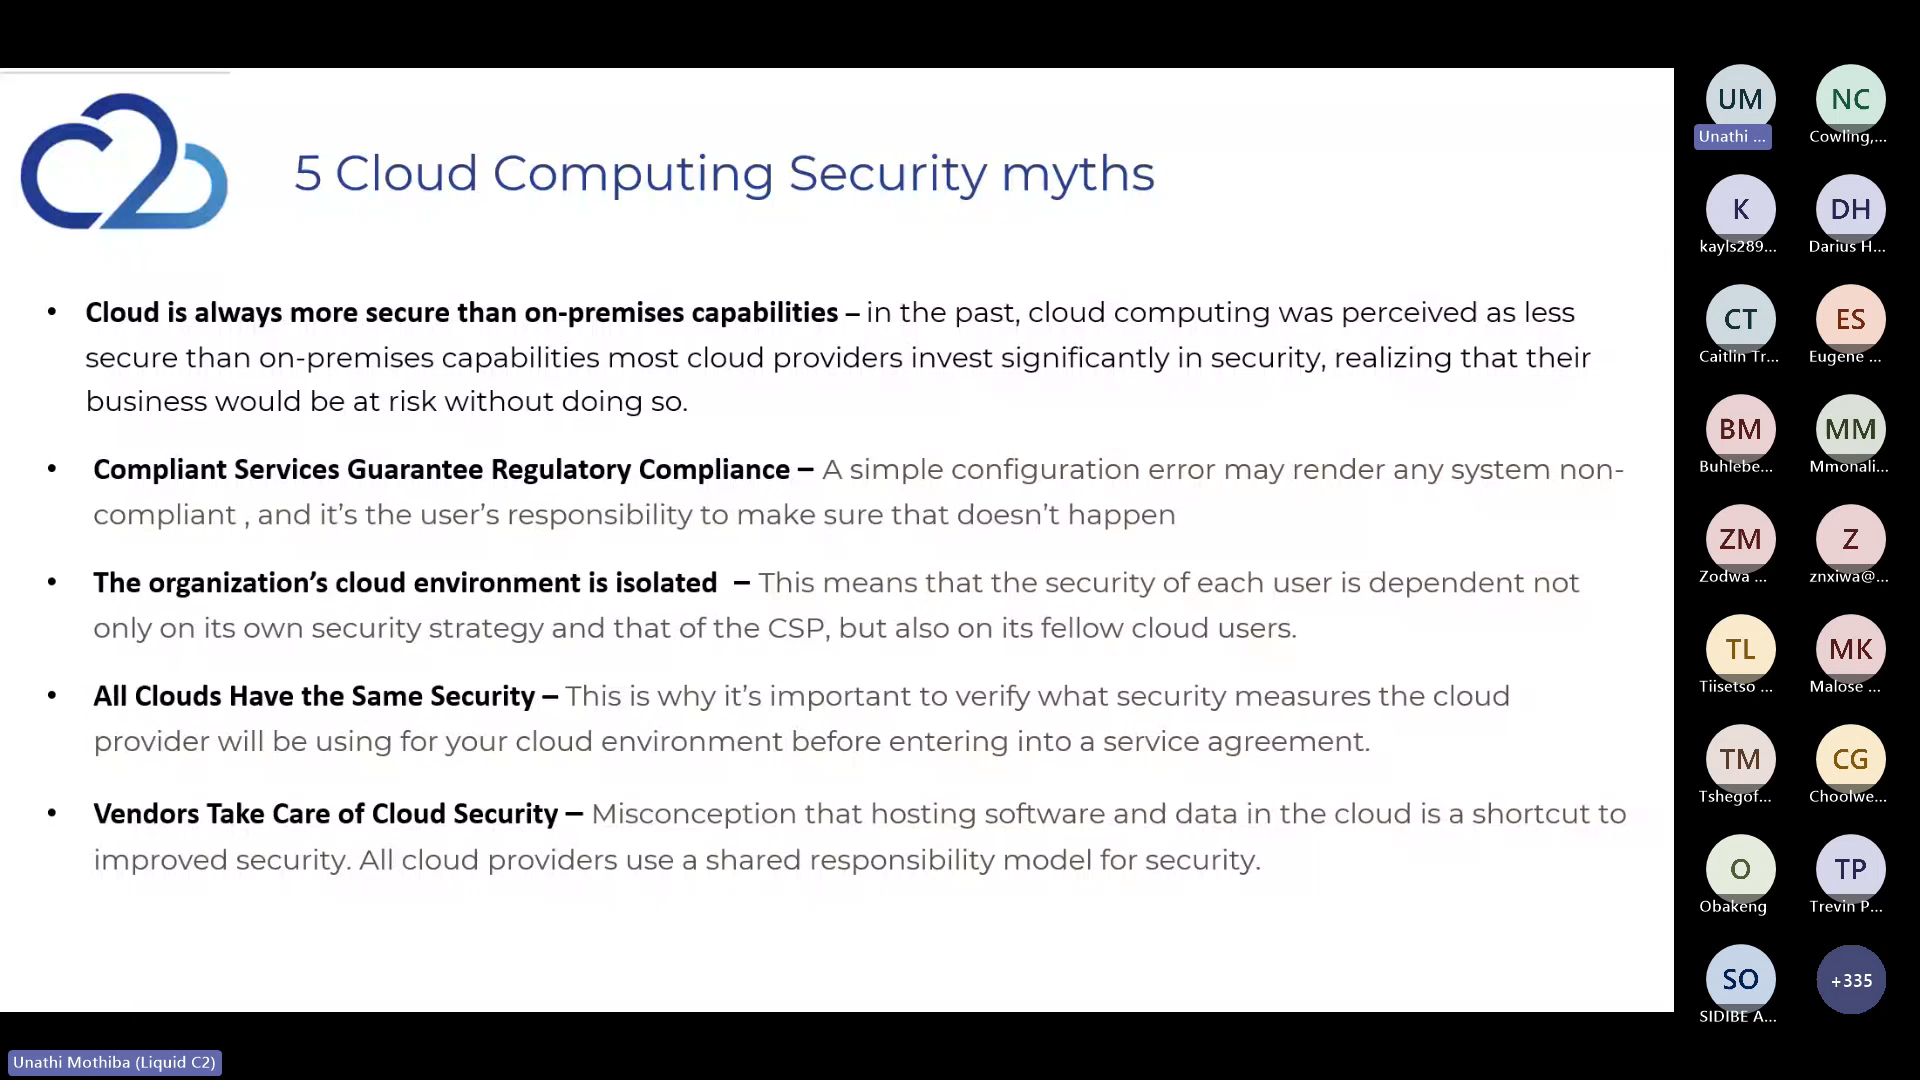 5 Cloud Computing Security myths
• Cloud is always more secure than on-premises capabilities – in the past, cloud computing was perceived as less
secure than on-premises capabilities most cloud providers invest significantly in security, realizing that their
business would be at risk without doing so.
• Compliant Services Guarantee Regulatory Compliance – A simple configuration error may render any system non-
compliant , and it’s the user’s responsibility to make sure that doesn’t happen
• The organization’s cloud environment is isolated – This means that the security of each user is dependent not
only on its own security strategy and that of the CSP, but also on its fellow cloud users.
• All Clouds Have the Same Security – This is why it’s important to verify what security measures the cloud
provider will be using for your cloud environment before entering into a service agreement.
• Vendors Take Care of Cloud Security – Misconception that hosting software and data in the cloud is a shortcut to
improved security. All cloud providers use a shared responsibility model for security.
UM NC
Unathi ... Cowling,...
K DH
kayls289... Darius H...
CT ES
Caitlin Tr... Eugene ...
BM MM
Buhlebe... Mmonali...
ZM Z
Zodwa ... znxiwa@...
TL MK
Tiisetso ... Malose ...
TM CG
Tshegof... Choolwe...
O TP
Obakeng Trevin P...
SO +335
SIDIBE A...
Unathi Mothiba (Liquid C2)